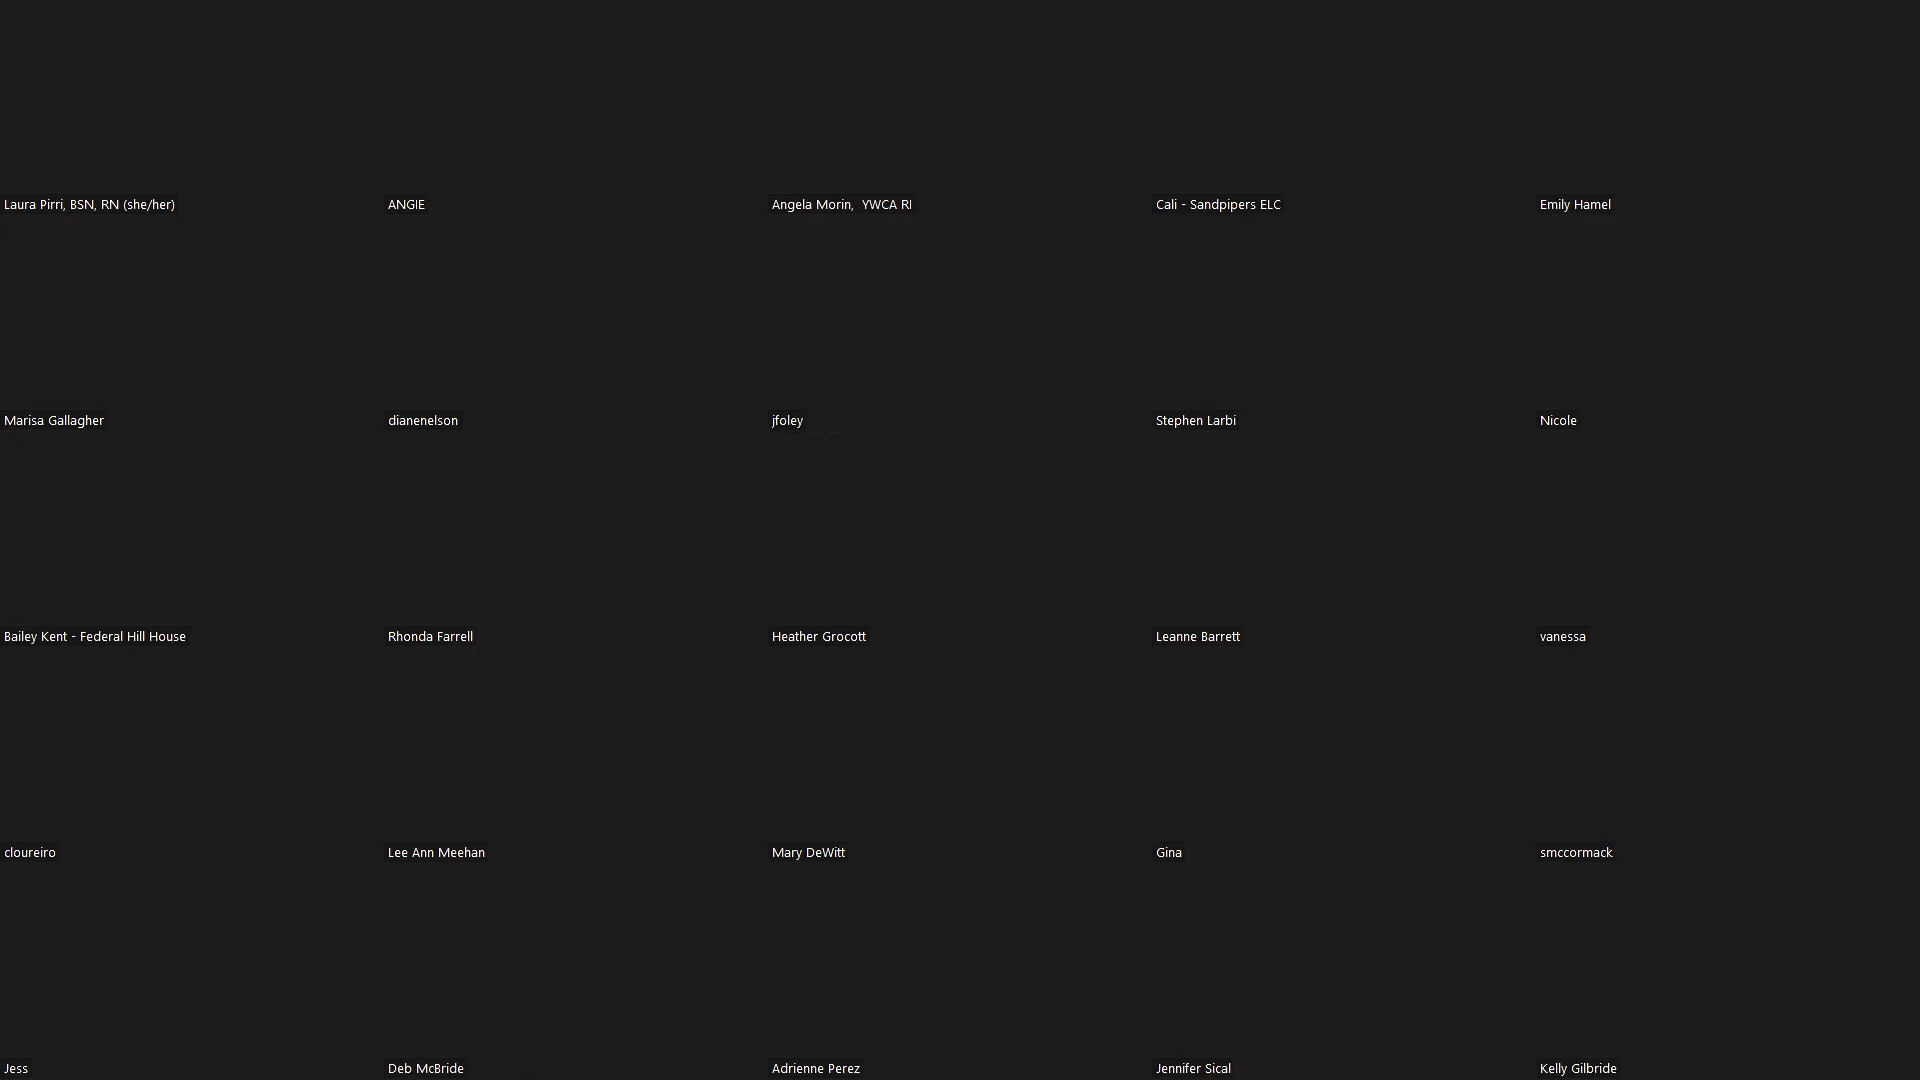 Laura Pirri, BSN, RN (she/her)
ANGIE
Angela Morin,  YWCA RI
Cali - Sandpipers ELC
Emily Hamel
Marisa Gallagher
dianenelson
jfoley
Stephen Larbi
Nicole
Bailey Kent - Federal Hill House
Rhonda Farrell
Heather Grocott
Leanne Barrett
vanessa
cloureiro
Lee Ann Meehan
Mary DeWitt
Gina
smccormack
Jess
Deb McBride
Adrienne Perez
Jennifer Sical
Kelly Gilbride